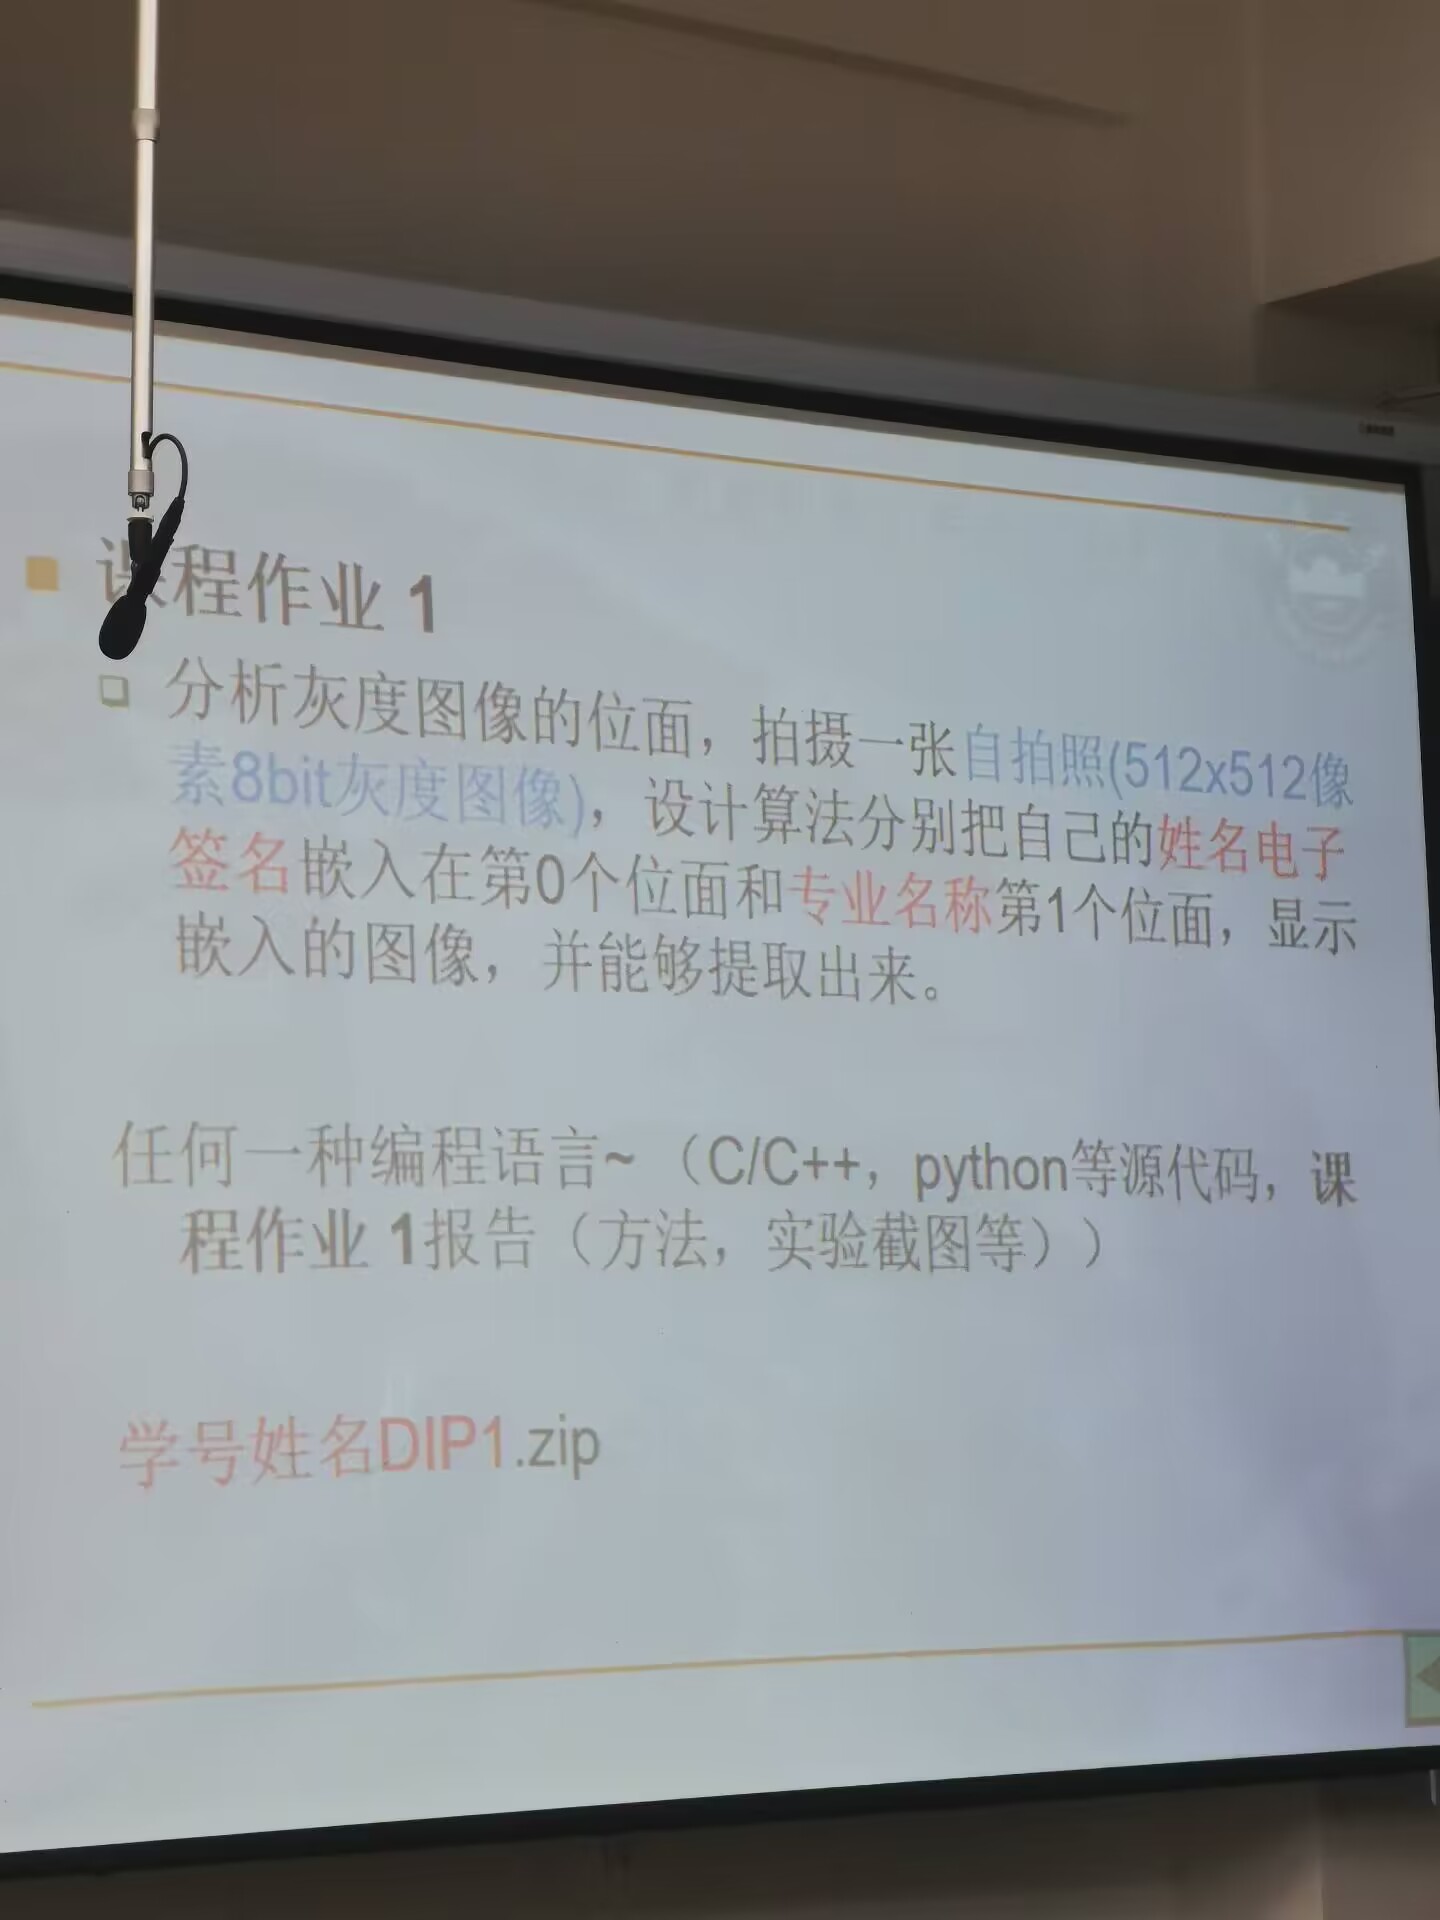 课程作业 1
分析灰度图像的位面，拍摄一张自拍照(512x512像
素8bit灰度图像)，设计算法分别把自己的姓名电子
签名嵌入在第0个位面和专业名称第1个位面，显示
嵌入的图像，并能够提取出来。
任何一种编程语言~（C/C++，python等源代码，课
程作业 1报告（方法，实验截图等））
学号姓名DIP1.zip